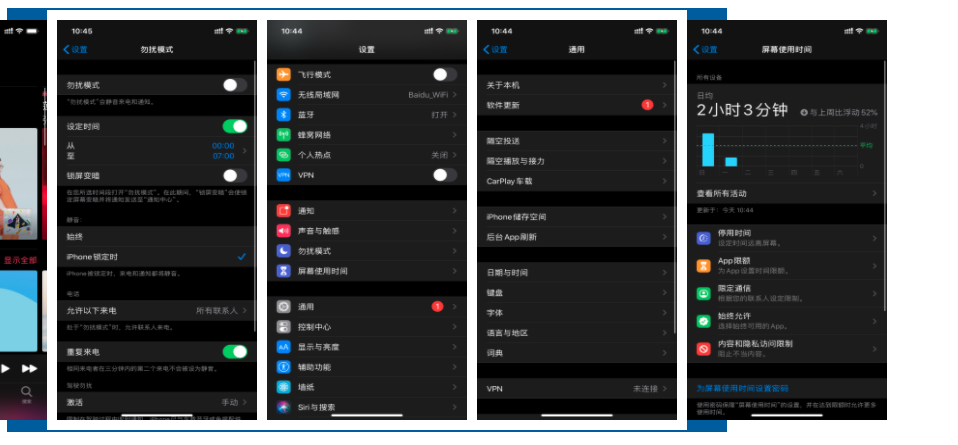 显示全部
10:45
设置
勿扰模式
勿扰模式
"勿扰模式"会静音来电和通知。
设定时间
从
00:00
至
07:00
锁屏变暗
在您所选时间段打开"勿扰模式"。在此期间,"锁屏变暗"会使锁
定屏幕变暗并将通知发送至"通知中心"。
静音:
始终
iPhone锁定时
iPhone被锁定时,来电和通知都将静音。
电话
允许以下来电
所有联系人
处于"勿扰模式"时,允许联系人来电。
重复来电
相同来电者在三分钟内的第二个来电不会被设为静音。
驾驶勿扰
激活
手动
10:44
设置
飞行模式
无线局域网
Baidu_WiFi
蓝牙
打开
蜂窝网络
个人热点
关闭
VPN
通知
声音与触感
勿扰模式
屏幕使用时间
通用
1
控制中心
AA
显示与亮度
辅助功能
墙纸
Siri与搜索
10:44
设置
通用
关于本机
软件更新
1
隔空投送
隔空播放与接力
CarPlay车载
iPhone储存空间
后台App刷新
日期与时间
键盘
字体
语言与地区
词典
VPN
未连接
10:44
设置
屏幕使用时间
所有设备
日均
2小时3分钟
与上周比浮动 52%
4小时
平均
0
日 一 二 三 四 五 六
查看所有活动
更新于:今天 10:44
停用时间
设定时间远离屏幕。
App限额
为App设置时间限额。
限定通信
根据您的联系人设定限制。
始终允许
选择始终可用的App。
内容和隐私访问限制
阻止不当内容。
为屏幕使用时间设置密码
使用密码保障"屏幕使用时间"的设置,并在达到限额时允许更多
使用时间。